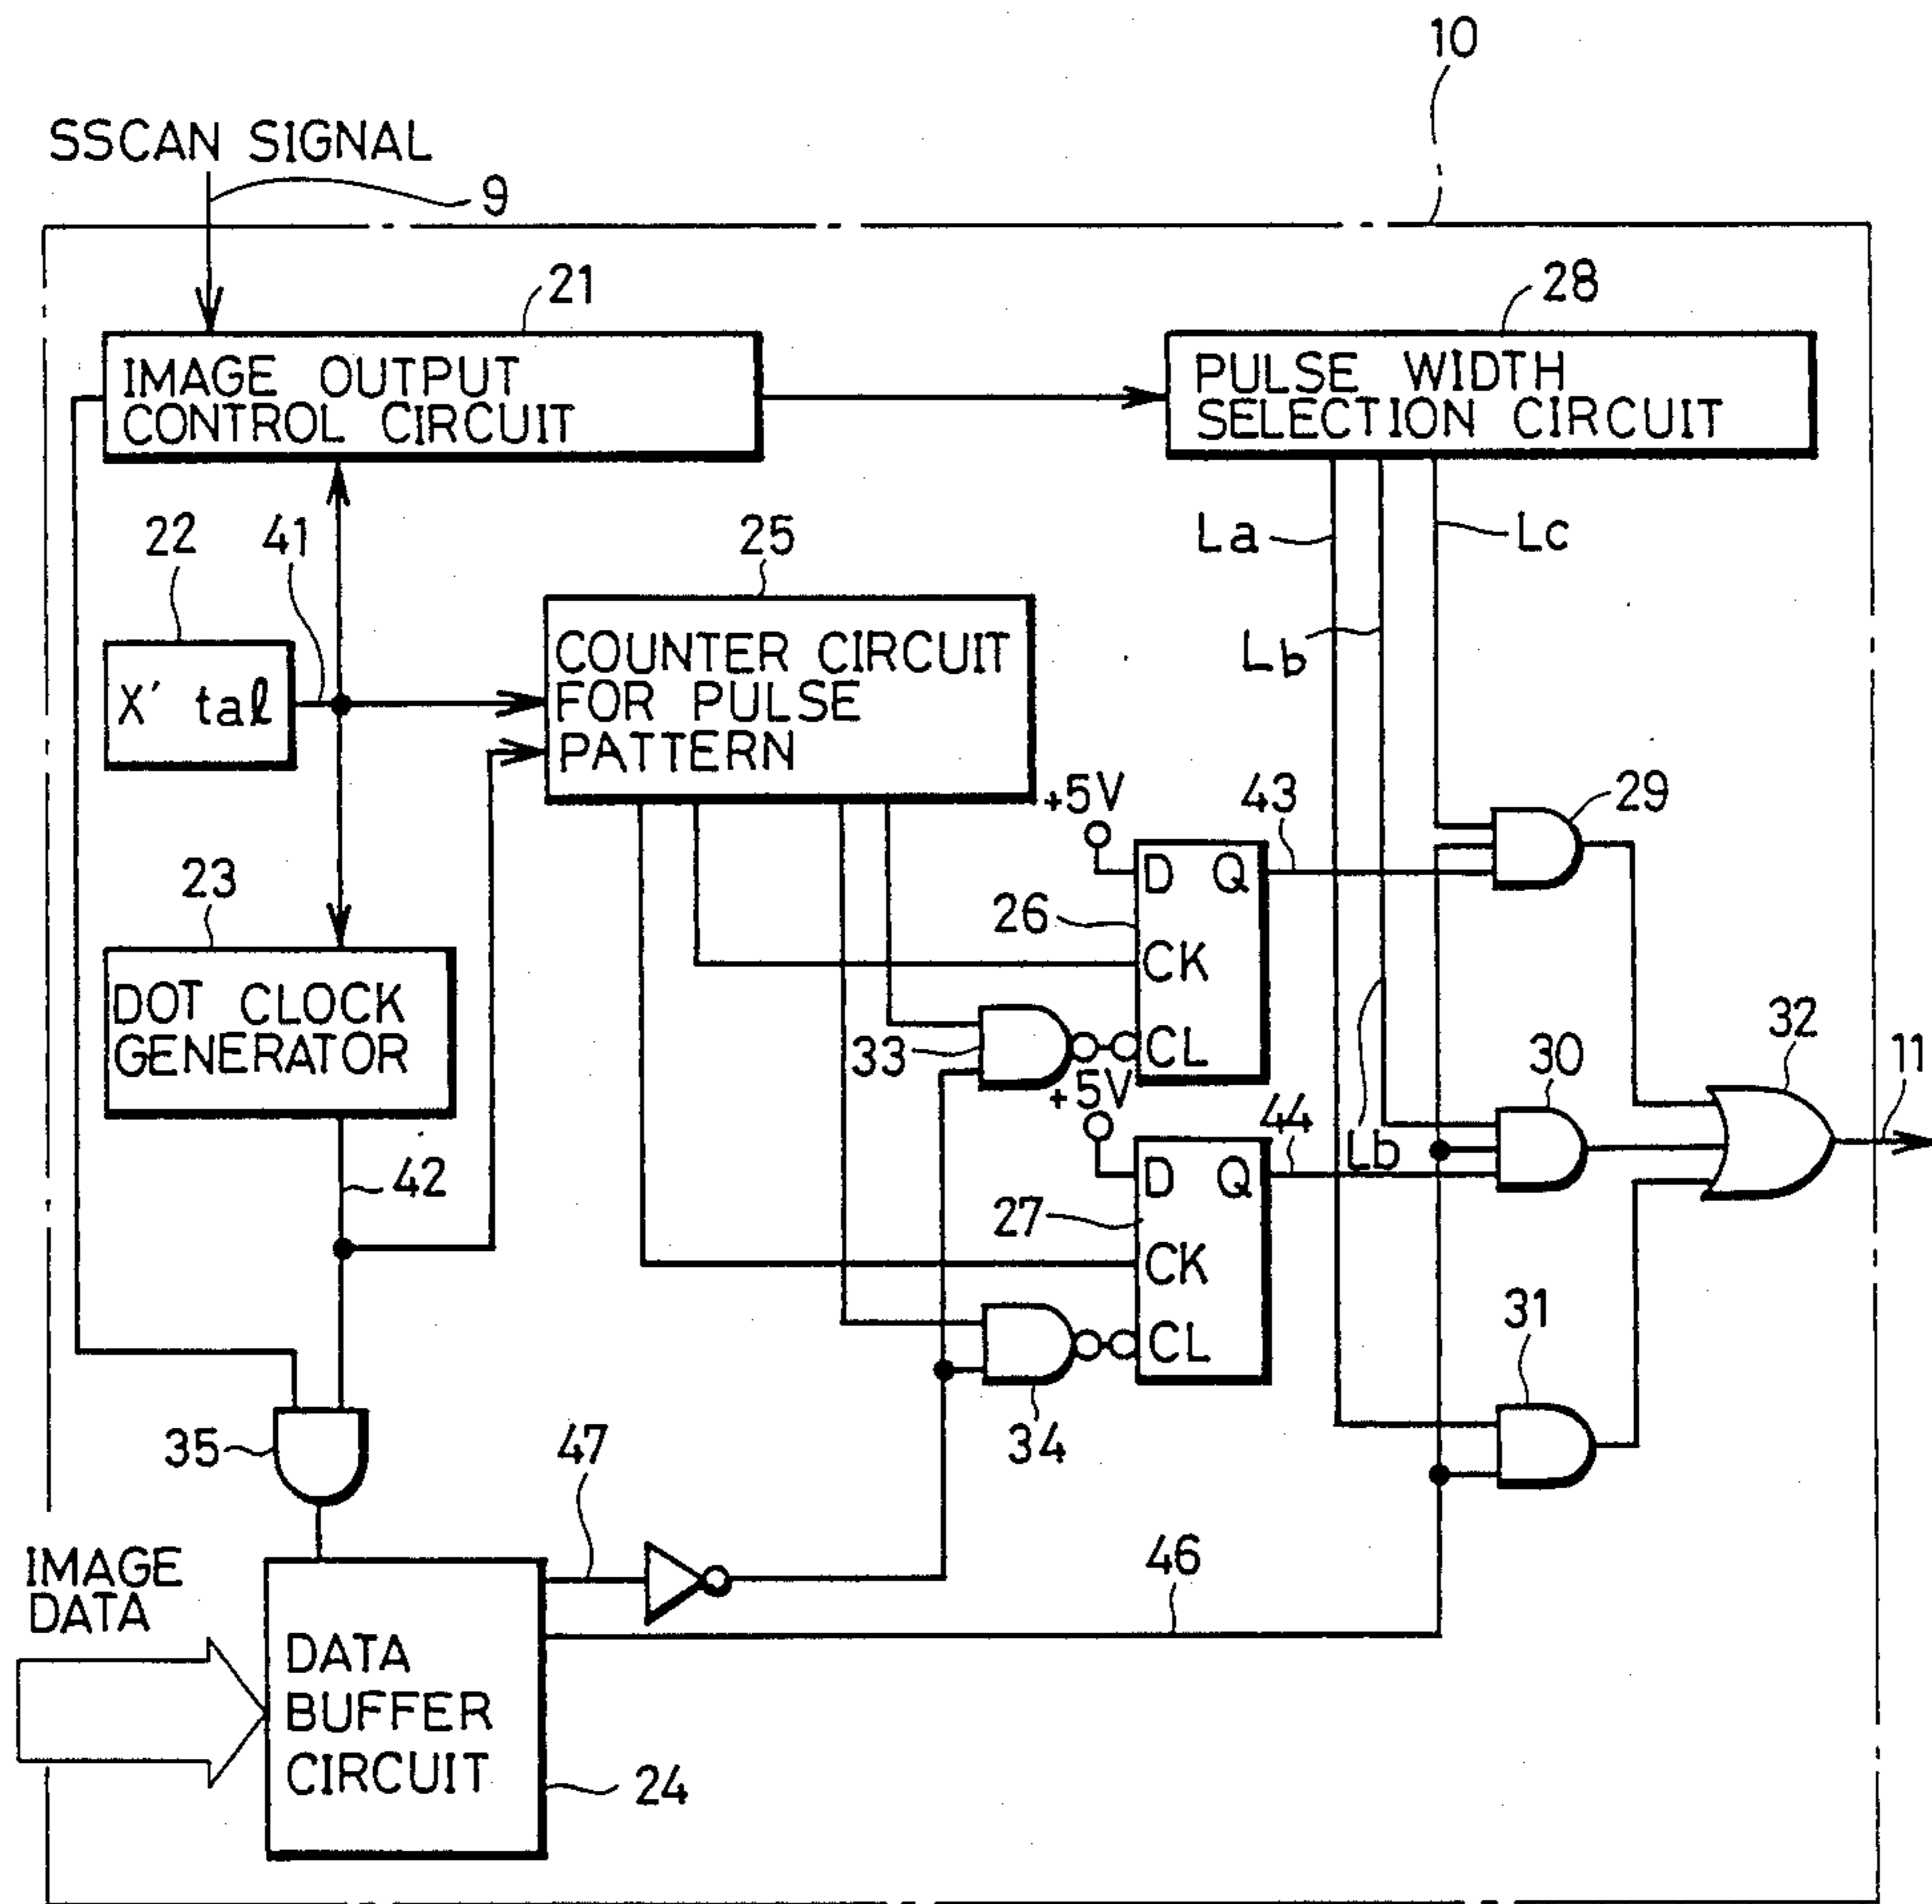 10
SSCAN SIGNAL
9
21
28
IMAGE OUTPUT
CONTROL CIRCUIT
PULSE WIDTH
SELECTION CIRCUIT
22
41
25
La
Lc
Lb
X' tal
COUNTER CIRCUIT
FOR PULSE
PATTERN
+5V
43
29
23
D Q
26
CK
DOT CLOCK
GENERATOR
33
CL
32
11
30
+5V
44
Lb
42
D Q
27
CK
CL
31
35
47
34
46
IMAGE
DATA
DATA
BUFFER
CIRCUIT
24